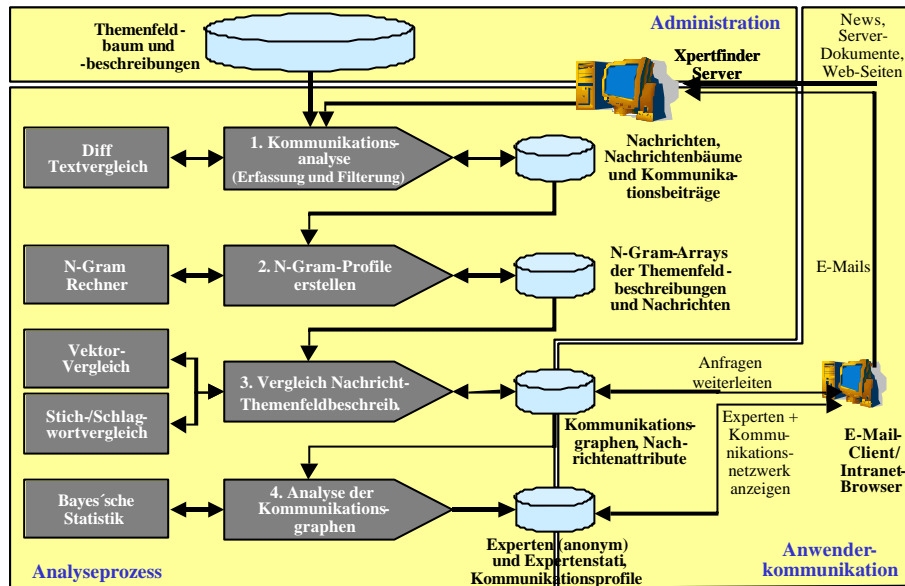 Themenfeld-
baum und
-beschreibungen
Administration
Xpertfinder
Server
News,
Server-
Dokumente,
Web-Seiten
Diff
Textvergleich
1. Kommunikations-
analyse
(Erfassung und Filterung)
Nachrichten,
Nachrichtenbäume
und Kommunika-
tionsbeiträge
N-Gram
Rechner
2. N-Gram-Profile
erstellen
N-Gram-Arrays
der Themenfeld-
beschreibungen
und Nachrichten
E-Mails
Vektor-
Vergleich
Stich-/Schlag-
wortvergleich
3. Vergleich Nachricht-
Themenfeldbeschreib.
Kommunikations-
graphen, Nach-
richtenattribute
Anfragen
weiterleiten
Experten +
Kommu-
nikations-
netzwerk
anzeigen
E-Mail-
Client/
Intranet-
Browser
Bayes´sche
Statistik
4. Analyse der
Kommunikations-
graphen
Experten (anonym)
und Expertenstati,
Kommunikationsprofile
Analyseprozess
Anwender-
kommunikation